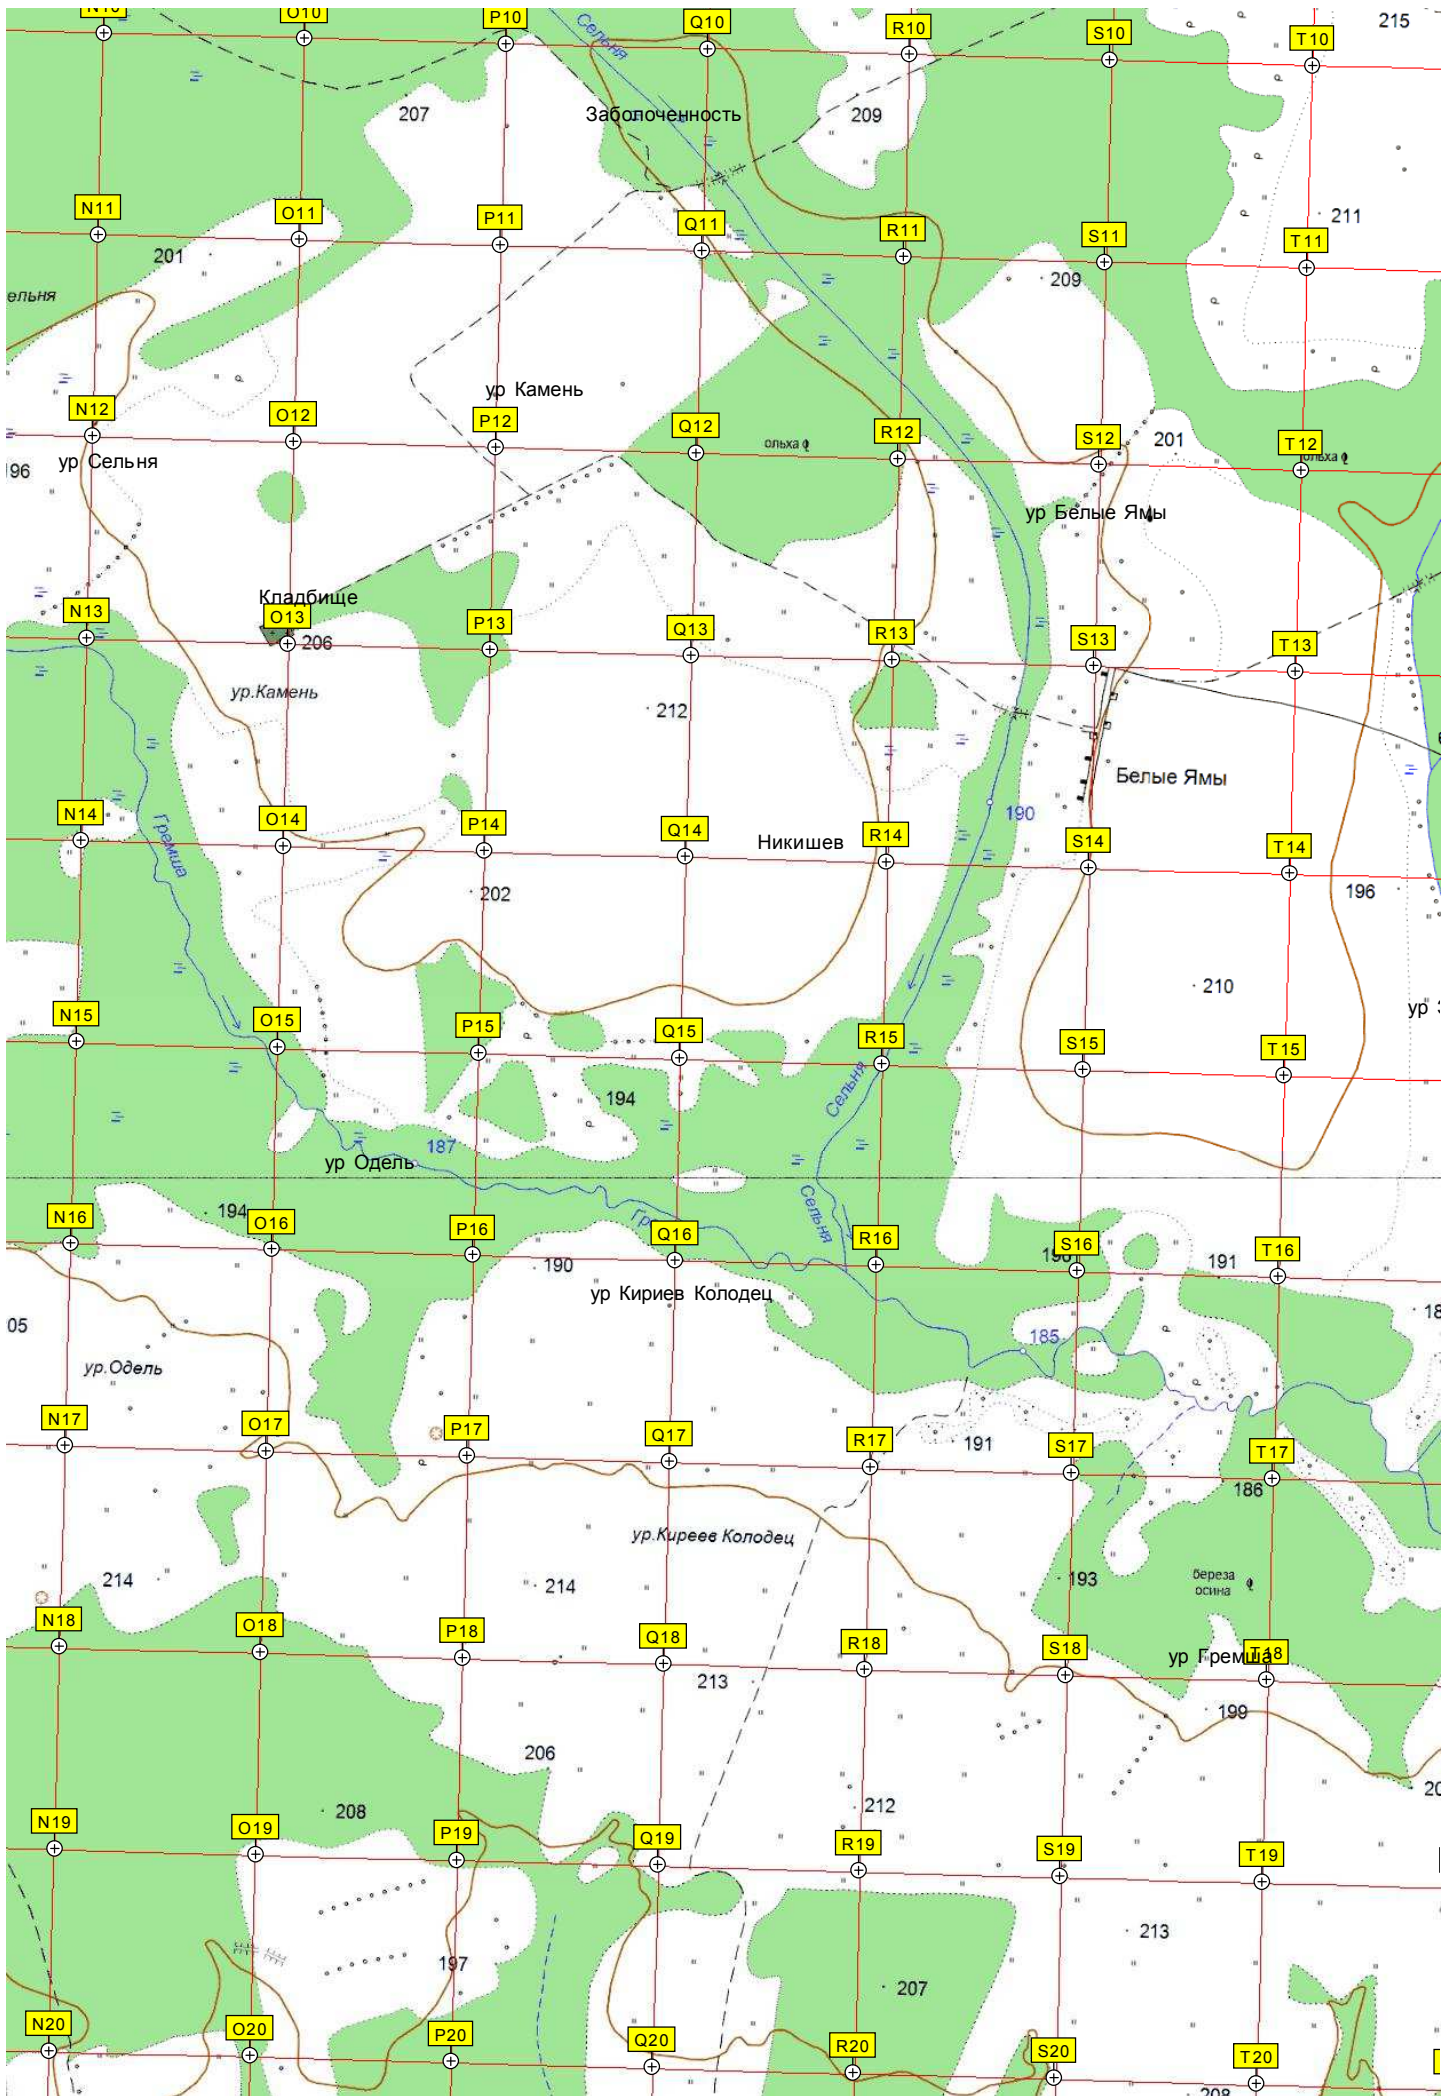 N10
O10
P10
Q10
R10
S10
T10
215
Сельня
207
Заболоченность
209
N11
O11
P11
Q11
R11
S11
T11
211
201
209
ельня
ур Камень
N12
O12
P12
Q12
R12
S12
T12
ольха
201
ольха
96
ур Сельня
ур Белые Ямы
Кладбище
N13
O13
P13
Q13
R13
S13
T13
206
ур.Камень
212
Белые Ямы
190
N14
O14
P14
Q14
Никишев
R14
S14
T14
Гремша
202
196
210
ур
N15
O15
P15
Q15
R15
S15
T15
Сельня
194
187
ур Одель
Сельня
194
N16
O16
P16
Q16
R16
S16
T16
190
191
ур Кириев Колодец
05
18
185
ур.Одель
N17
O17
P17
Q17
R17
191
S17
T17
186
ур.Киреев Колодец
214
214
193
береза
осина
N18
O18
P18
Q18
R18
S18
ур Гремша
T18
213
199
206
208
212
20
N19
O19
P19
Q19
R19
S19
T19
213
197
207
N20
O20
P20
Q20
R20
S20
T20
208